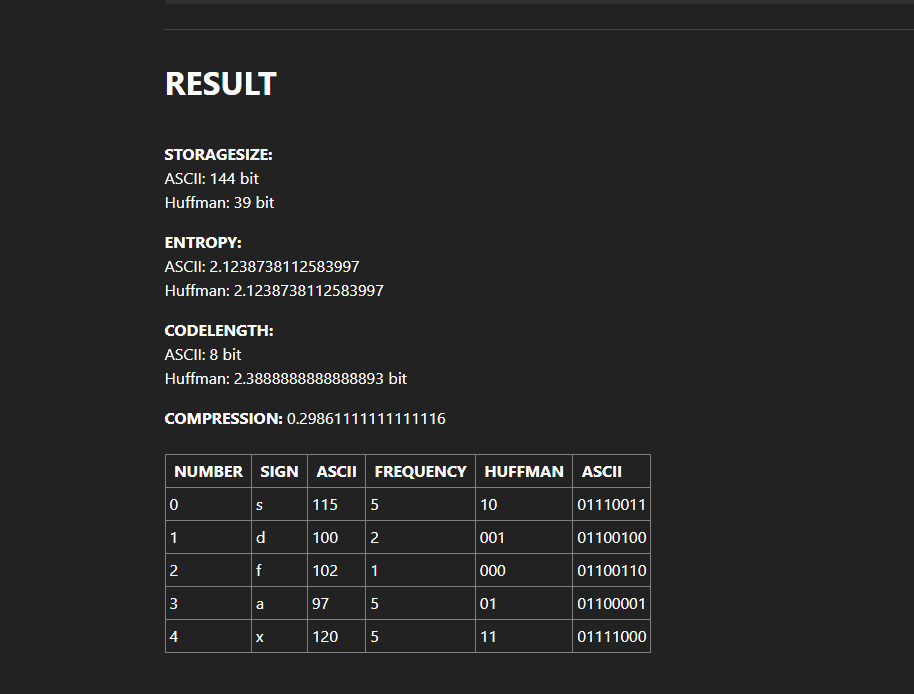 RESULT
STORAGESIZE:
ASCII: 144 bit
Huffman: 39 bit
ENTROPY:
ASCII: 2.1238738112583997
Huffman: 2.1238738112583997
CODELENGTH:
ASCII: 8 bit
Huffman: 2.3888888888888893 bit
COMPRESSION: 0.29861111111111116
NUMBER SIGN ASCII FREQUENCY HUFFMAN ASCII
0 s 115 5 10 01110011
1 d 100 2 001 01100100
2 f 102 1 000 01100110
3 a 97 5 01 01100001
4 x 120 5 11 01111000